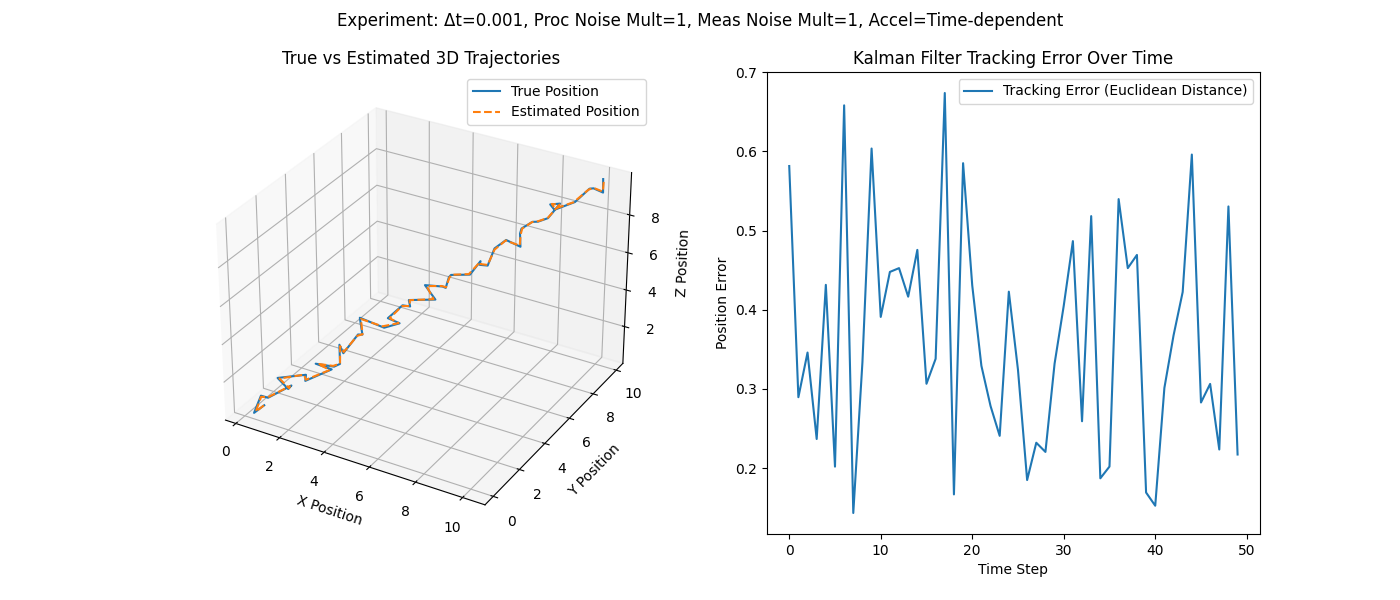 Experiment: Δt=0.001, Proc Noise Mult=1, Meas Noise Mult=1, Accel=Time-dependent
True vs Estimated 3D Trajectories
True Position
Estimated Position
0
2
4
6
8
10
X Position
0
2
4
6
8
10
Y Position
2
4
6
8
Z Position
Kalman Filter Tracking Error Over Time
Tracking Error (Euclidean Distance)
0.7
0.6
0.5
0.4
0.3
0.2
Position Error
0
10
20
30
40
50
Time Step